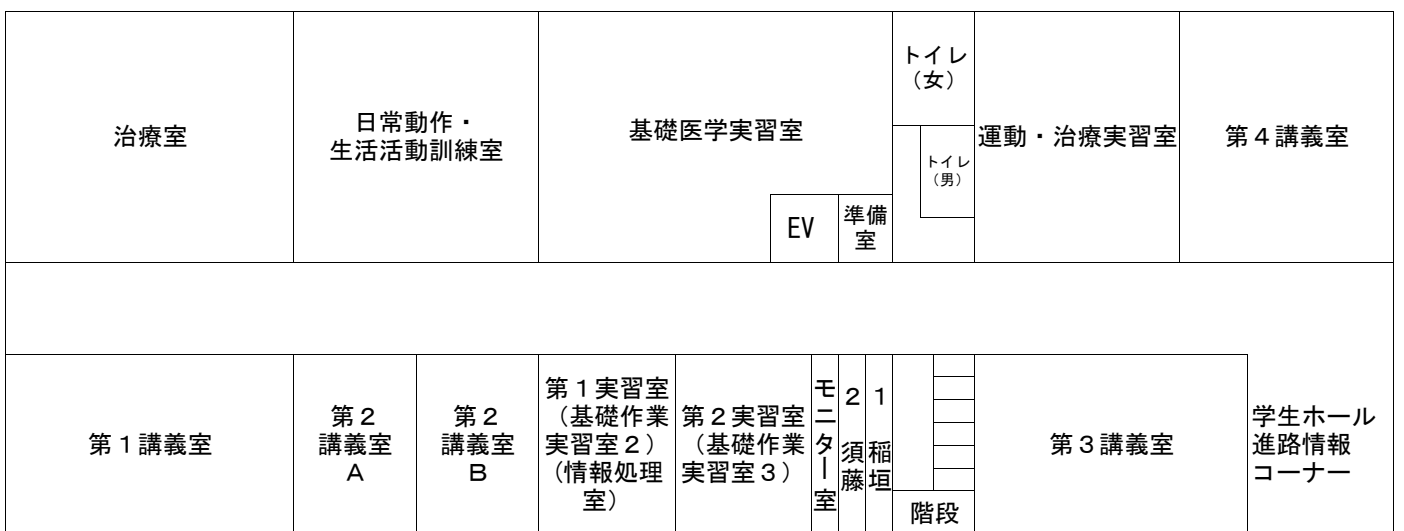 治療室
日常動作・
生活活動訓練室
基礎医学実習室
EV
準備
室
トイレ
（女）
トイレ
（男）
運動・治療実習室
第４講義室
第１講義室
第２
講義室
A
第２
講義室
B
第１実習室
（基礎作業
実習室２）
（情報処理
室）
第２実習室
（基礎作業
実習室３）
モニター室
２　須藤
１　稲垣
階段
第３講義室
学生ホール
進路情報
コーナー